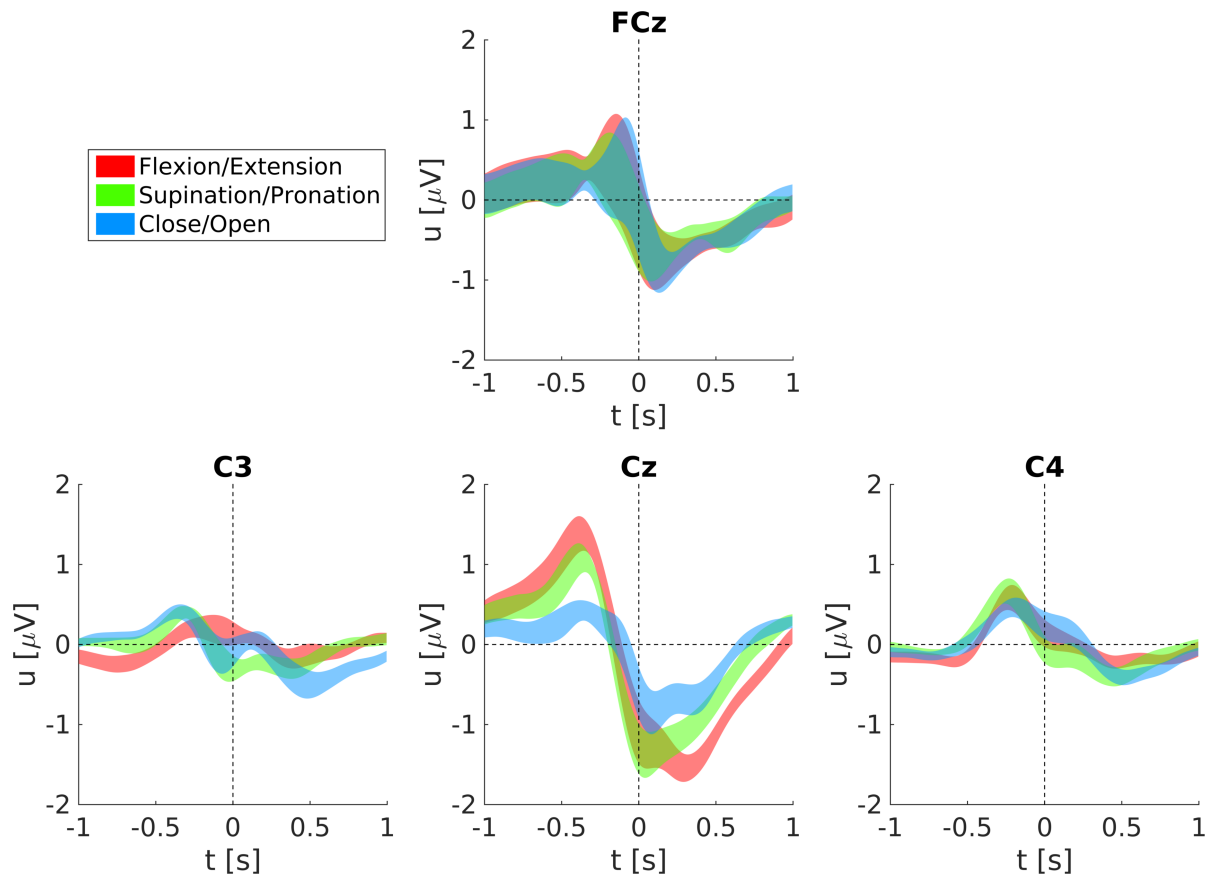 FCz
2
1
0
-1
-2
u [μV]
-1 -0.5 0 0.5 1
t [s]
Flexion/Extension
Supination/Pronation
Close/Open
C3
2
1
0
-1
-2
u [μV]
-1 -0.5 0 0.5 1
t [s]
Cz
2
1
0
-1
-2
u [μV]
-1 -0.5 0 0.5 1
t [s]
C4
2
1
0
-1
-2
u [μV]
-1 -0.5 0 0.5 1
t [s]